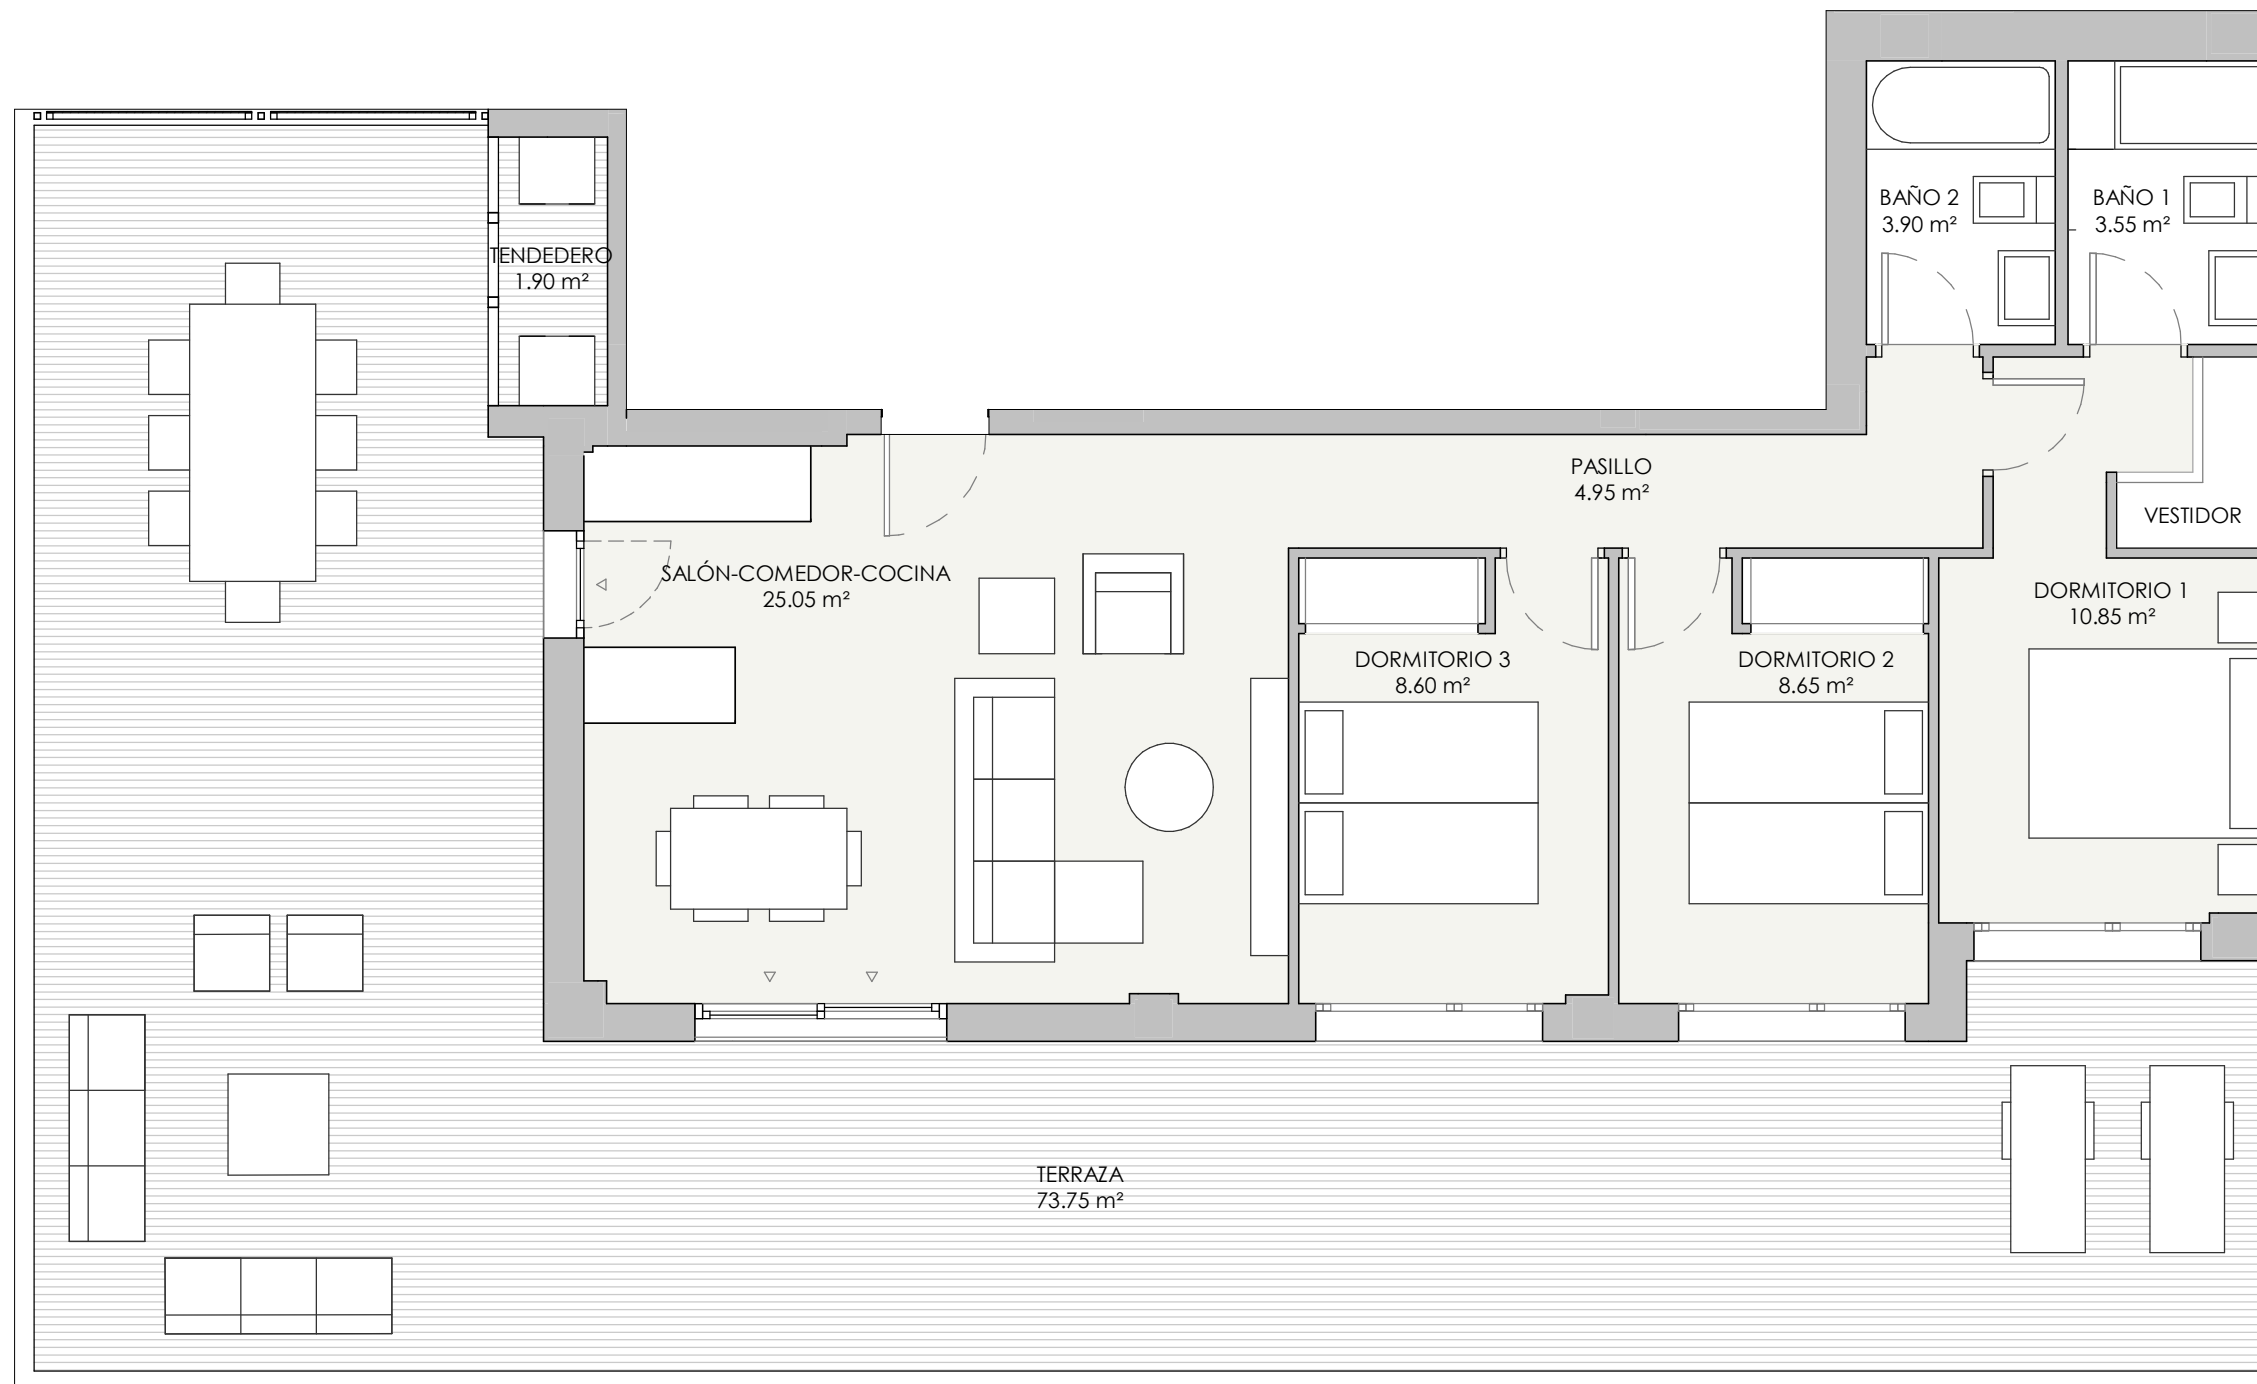 BAÑO 2
3.90 m²
BAÑO 1
3.55 m²
TENDEDERO
1.90 m²
PASILLO
4.95 m²
VESTIDOR
SALÓN-COMEDOR-COCINA
25.05 m²
DORMITORIO 1
10.85 m²
DORMITORIO 3
8.60 m²
DORMITORIO 2
8.65 m²
TERRAZA
73.75 m²